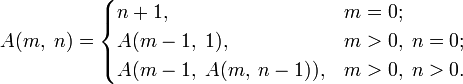 n + 1, m = 0;
A(m, n) = { A(m − 1, 1), m > 0, n = 0;
A(m − 1, A(m, n − 1)), m > 0, n > 0.